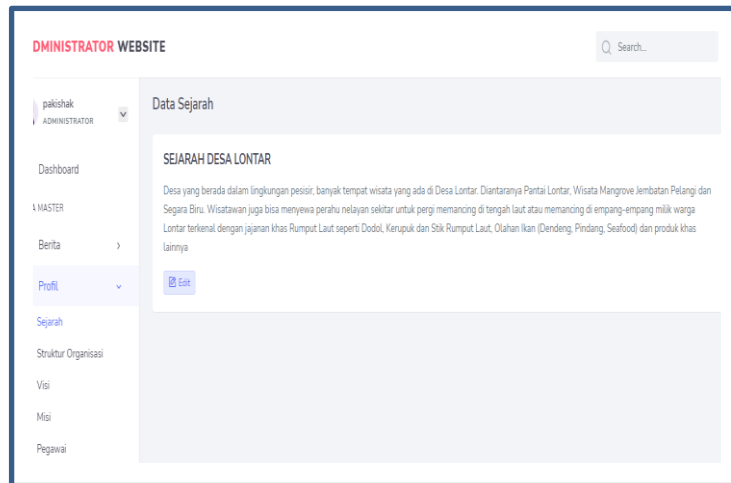 DMINISTRATOR WEBSITE
Search...
pakishak
ADMINISTRATOR
Data Sejarah
Dashboard
A MASTER
Berita
Profil
Sejarah
Struktur Organisasi
Visi
Misi
Pegawai
SEJARAH DESA LONTAR
Desa yang berada dalam lingkungan pesisir, banyak tempat wisata yang ada di Desa Lontar. Diantaranya Pantai Lontar, Wisata Mangrove Jembatan Pelangi dan
Segara Biru. Wisatawan juga bisa menyewa perahu nelayan sekitar untuk pergi memancing di tengah laut atau memancing di empang-empang milik warga
Lontar terkenal dengan jajanan khas Rumput Laut seperti Dodol, Kerupuk dan Stik Rumput Laut, Olahan Ikan (Dendeng, Pindang, Seafood) dan produk khas
lainnya
Edit